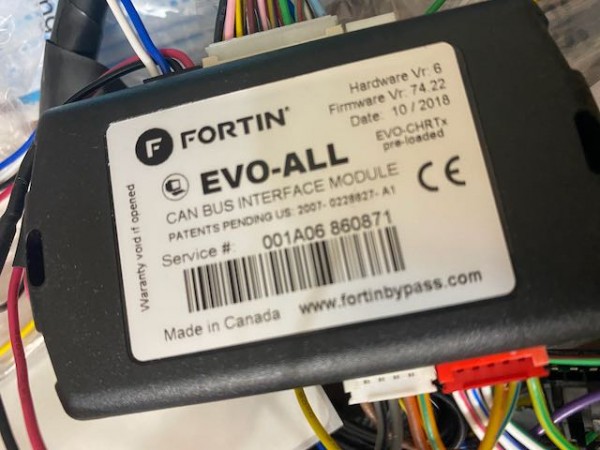 Hardware Vr: 6
Firmware Vr: 74.22
Date: 10 / 2018
EVO-CHRTx
pre-loaded
F FORTIN®
EVO-ALL
CAN BUS INTERFACE MODULE
PATENTS PENDING US: 2007- 0228827- A1
CE
Service #: 001A06 860871
Waranty void if opened
Made in Canada www.fortinbypass.com